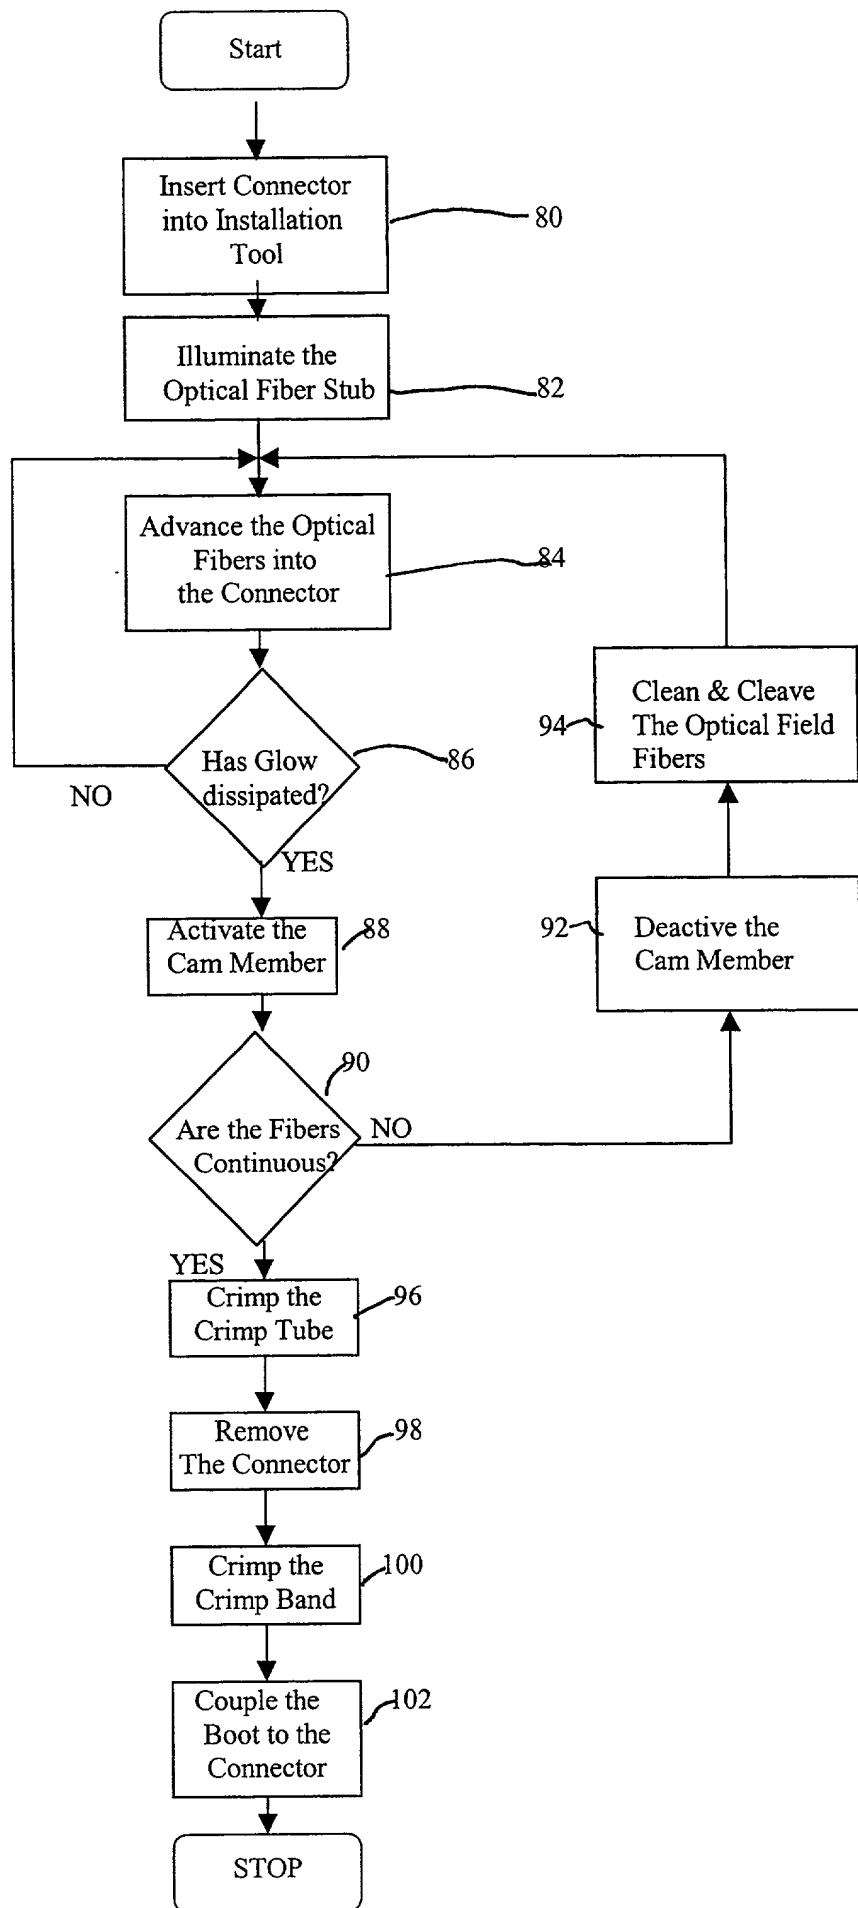 Start
Insert Connector
into Installation
Tool
80
Illuminate the
Optical Fiber Stub
82
Advance the Optical
Fibers into
the Connector
84
Has Glow
dissipated?
86
NO
YES
Clean & Cleave
The Optical Field
Fibers
94
Activate the
Cam Member
88
Deactive the
Cam Member
92
90
Are the Fibers
Continuous?
NO
YES
Crimp the
Crimp Tube
96
Remove
The Connector
98
Crimp the
Crimp Band
100
Couple the
Boot to the
Connector
102
STOP